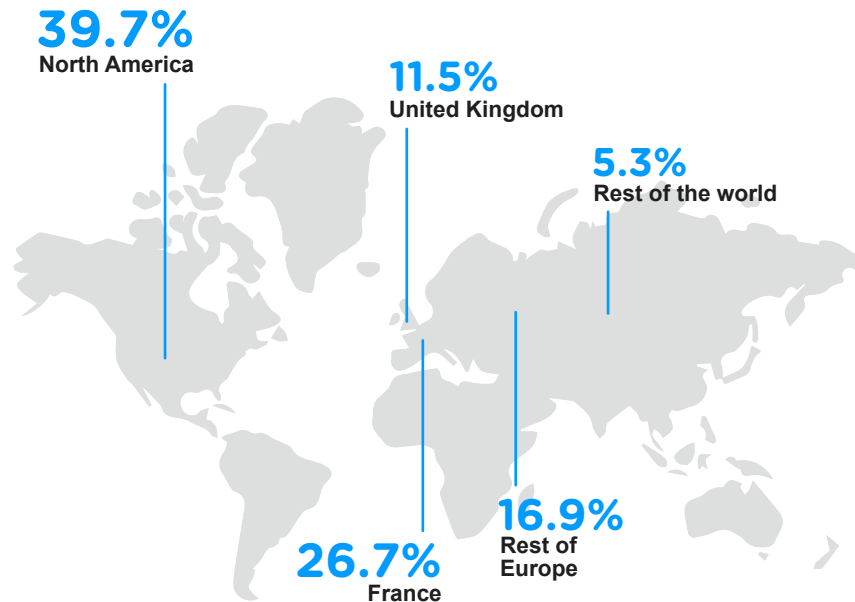 39.7%
North America
11.5%
United Kingdom
5.3%
Rest of the world
26.7%
France
16.9%
Rest of
Europe